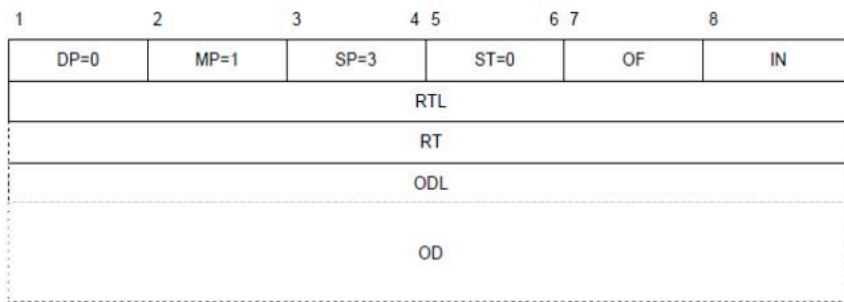 1 2 3 4 5 6 7 8
DP=0 MP=1 SP=3 ST=0 OF IN
RTL
RT
ODL
OD